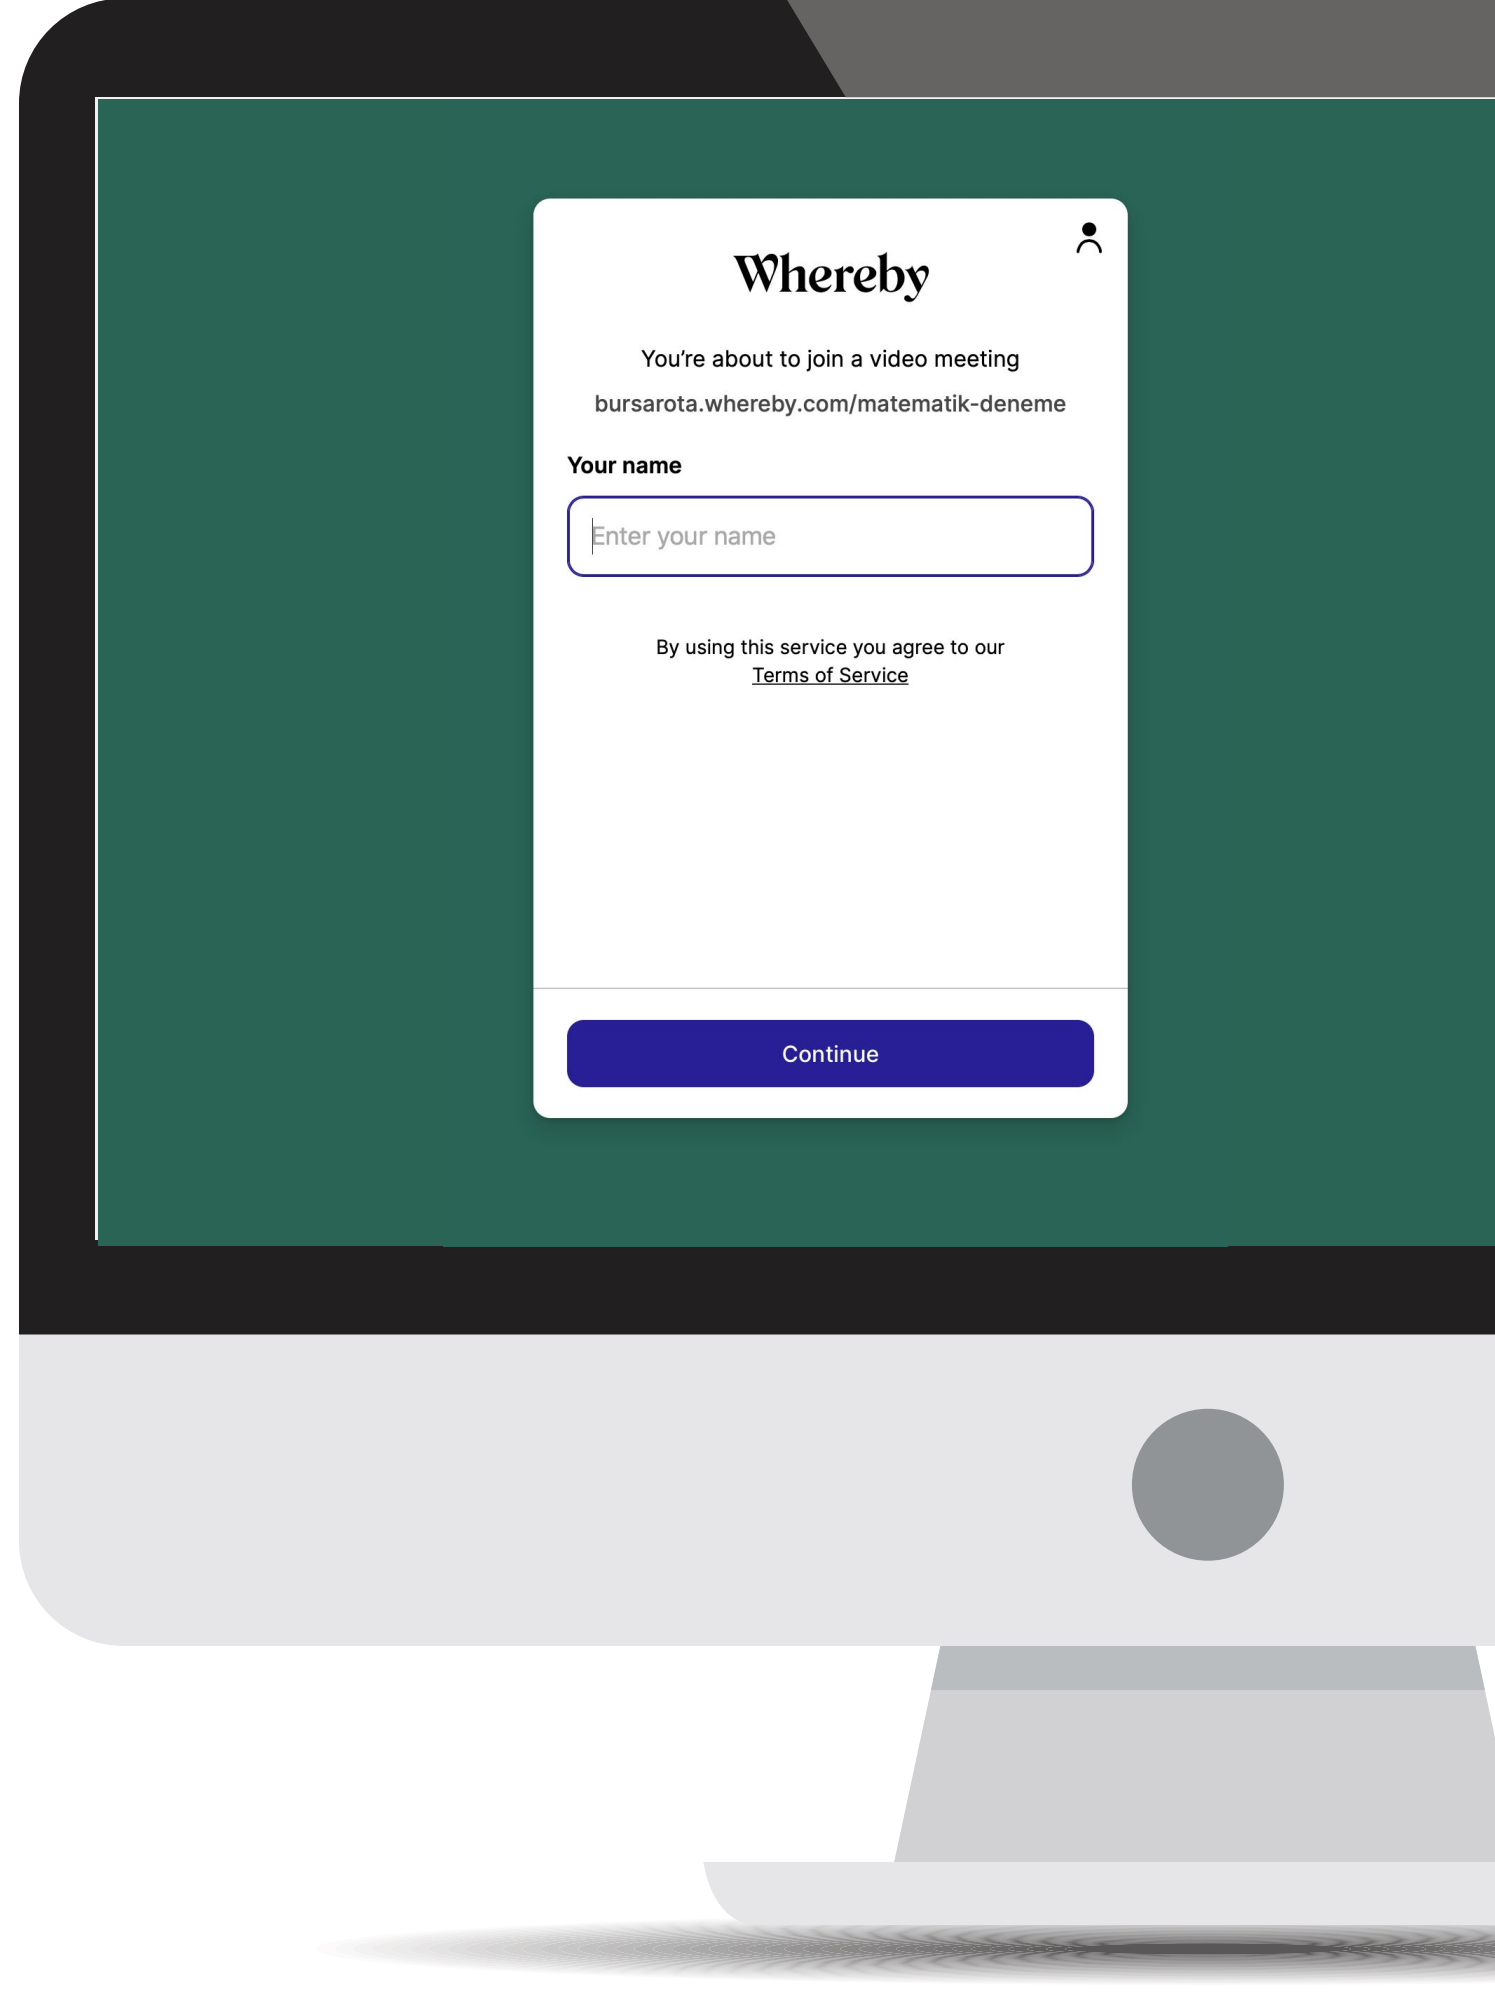 Whereby
You’re about to join a video meeting
bursarota.whereby.com/matematik-deneme
Your name
Enter your name
By using this service you agree to our
Terms of Service
Continue